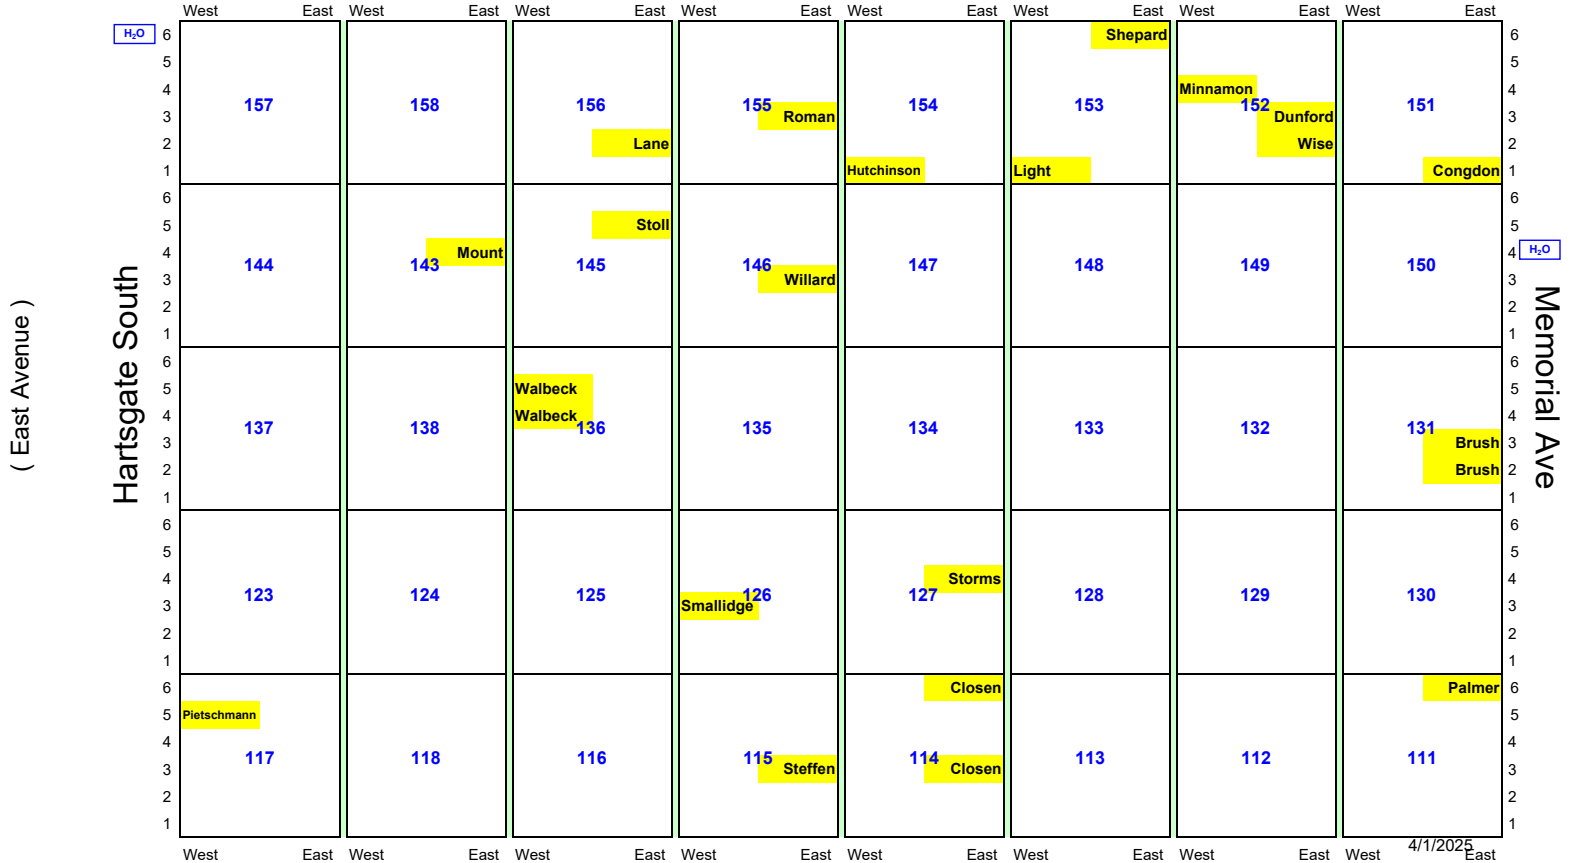 West East West East West East West East West East West East West East West East
H₂O 6 Shepard 6
5 5
4 Minnamon 4
157 158 156 155 154 153 152 151
3 Roman Dunford 3
2 Lane Wise 2
1 Hutchinson Light Congdon 1
6 6
5 Stoll 5
4 Mount 4 H₂O
144 143 145 146 147 148 149 150
3 Willard 3
2 2
1 1
( East Avenue )
Hartsgate South
Memorial Ave
6 6
5 Walbeck 5
4 Walbeck 4
137 138 136 135 134 133 132 131
3 Brush 3
2 Brush 2
1 1
6 6
5 5
4 Storms 4
123 124 125 126 127 128 129 130
3 Smallidge 3
2 2
1 1
6 Closen Palmer 6
5 Pietschmann 5
4 4
117 118 116 115 114 113 112 111
3 Steffen Closen 3
2 2
1 1
4/1/2025
West East West East West East West East West East West East West East West East